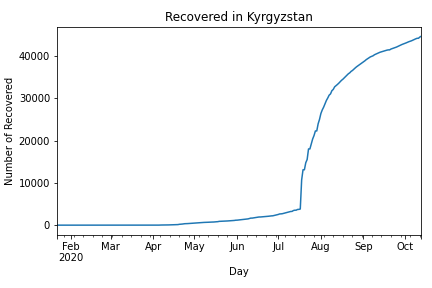 Recovered in Kyrgyzstan
Number of Recovered
40000
30000
20000
10000
0
Feb Mar Apr May Jun Jul Aug Sep Oct
2020
Day